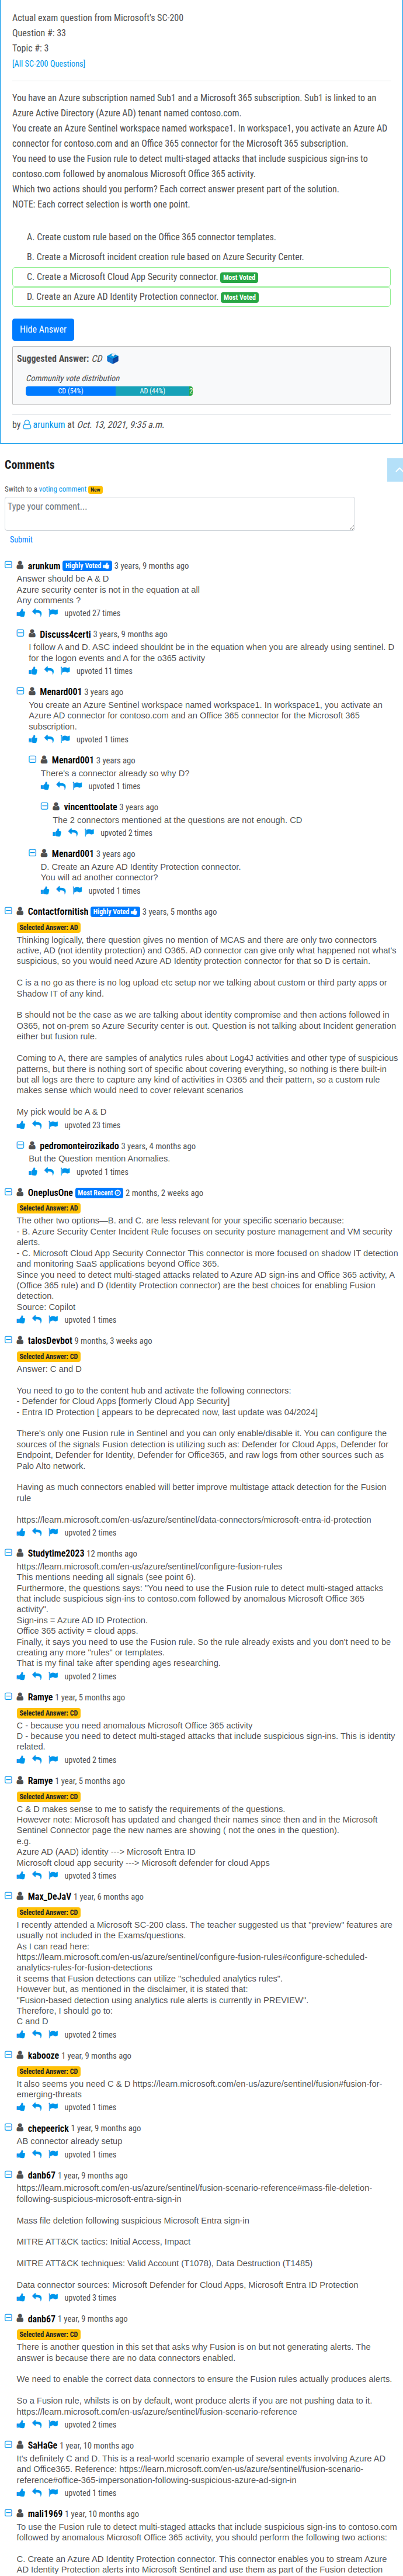 Actual exam question from Microsoft's SC-200
Question #: 33
Topic #: 3
[All SC-200 Questions]
You have an Azure subscription named Sub1 and a Microsoft 365 subscription. Sub1 is linked to an
Azure Active Directory (Azure AD) tenant named contoso.com.
You create an Azure Sentinel workspace named workspace1. In workspace1, you activate an Azure AD
connector for contoso.com and an Office 365 connector for the Microsoft 365 subscription.
You need to use the Fusion rule to detect multi-staged attacks that include suspicious sign-ins to
contoso.com followed by anomalous Microsoft Office 365 activity.
Which two actions should you perform? Each correct answer present part of the solution.
NOTE: Each correct selection is worth one point.
A. Create custom rule based on the Office 365 connector templates.
B. Create a Microsoft incident creation rule based on Azure Security Center.
C. Create a Microsoft Cloud App Security connector. Most Voted
D. Create an Azure AD Identity Protection connector. Most Voted
Hide Answer
Suggested Answer: CD
Community vote distribution
CD (54%) AD (44%) 2
by arunkum at Oct. 13, 2021, 9:35 a.m.
Comments
Switch to a voting comment New
Type your comment...
Submit
arunkum Highly Voted 3 years, 9 months ago
Answer should be A & D
Azure security center is not in the equation at all
Any comments ?
upvoted 27 times
Discuss4certi 3 years, 9 months ago
I follow A and D. ASC indeed shouldnt be in the equation when you are already using sentinel. D
for the logon events and A for the o365 activity
upvoted 11 times
Menard001 3 years ago
You create an Azure Sentinel workspace named workspace1. In workspace1, you activate an
Azure AD connector for contoso.com and an Office 365 connector for the Microsoft 365
subscription.
upvoted 1 times
Menard001 3 years ago
There's a connector already so why D?
upvoted 1 times
vincenttoolate 3 years ago
The 2 connectors mentioned at the questions are not enough. CD
upvoted 2 times
Menard001 3 years ago
D. Create an Azure AD Identity Protection connector.
You will ad another connector?
upvoted 1 times
Contactfornitish Highly Voted 3 years, 5 months ago
Selected Answer: AD
Thinking logically, there question gives no mention of MCAS and there are only two connectors
active, AD (not identity protection) and O365. AD connector can give only what happened not what's
suspicious, so you would need Azure AD Identity protection connector for that so D is certain.
C is a no go as there is no log upload etc setup nor we talking about custom or third party apps or
Shadow IT of any kind.
B should not be the case as we are talking about identity compromise and then actions followed in
O365, not on-prem so Azure Security center is out. Question is not talking about Incident generation
either but fusion rule.
Coming to A, there are samples of analytics rules about Log4J activities and other type of suspicious
patterns, but there is nothing sort of specific about covering everything, so nothing is there built-in
but all logs are there to capture any kind of activities in O365 and their pattern, so a custom rule
makes sense which would need to cover relevant scenarios
My pick would be A & D
upvoted 23 times
pedromonteirozikado 3 years, 4 months ago
But the Question mention Anomalies.
upvoted 1 times
OneplusOne Most Recent 2 months, 2 weeks ago
Selected Answer: AD
The other two options—B. and C. are less relevant for your specific scenario because:
- B. Azure Security Center Incident Rule focuses on security posture management and VM security
alerts.
- C. Microsoft Cloud App Security Connector This connector is more focused on shadow IT detection
and monitoring SaaS applications beyond Office 365.
Since you need to detect multi-staged attacks related to Azure AD sign-ins and Office 365 activity, A
(Office 365 rule) and D (Identity Protection connector) are the best choices for enabling Fusion
detection.
Source: Copilot
upvoted 1 times
talosDevbot 9 months, 3 weeks ago
Selected Answer: CD
Answer: C and D
You need to go to the content hub and activate the following connectors:
- Defender for Cloud Apps [formerly Cloud App Security]
- Entra ID Protection [ appears to be deprecated now, last update was 04/2024]
There's only one Fusion rule in Sentinel and you can only enable/disable it. You can configure the
sources of the signals Fusion detection is utilizing such as: Defender for Cloud Apps, Defender for
Endpoint, Defender for Identity, Defender for Office365, and raw logs from other sources such as
Palo Alto network.
Having as much connectors enabled will better improve multistage attack detection for the Fusion
rule
https://learn.microsoft.com/en-us/azure/sentinel/data-connectors/microsoft-entra-id-protection
upvoted 2 times
Studytime2023 12 months ago
https://learn.microsoft.com/en-us/azure/sentinel/configure-fusion-rules
This mentions needing all signals (see point 6).
Furthermore, the questions says: "You need to use the Fusion rule to detect multi-staged attacks
that include suspicious sign-ins to contoso.com followed by anomalous Microsoft Office 365
activity".
Sign-ins = Azure AD ID Protection.
Office 365 activity = cloud apps.
Finally, it says you need to use the Fusion rule. So the rule already exists and you don't need to be
creating any more "rules" or templates.
That is my final take after spending ages researching.
upvoted 2 times
Ramye 1 year, 5 months ago
Selected Answer: CD
C - because you need anomalous Microsoft Office 365 activity
D - because you need to detect multi-staged attacks that include suspicious sign-ins. This is identity
related.
upvoted 2 times
Ramye 1 year, 5 months ago
Selected Answer: CD
C & D makes sense to me to satisfy the requirements of the questions.
However note: Microsoft has updated and changed their names since then and in the Microsoft
Sentinel Connector page the new names are showing ( not the ones in the question).
e.g.
Azure AD (AAD) identity ---> Microsoft Entra ID
Microsoft cloud app security ---> Microsoft defender for cloud Apps
upvoted 3 times
Max_DeJaV 1 year, 6 months ago
Selected Answer: CD
I recently attended a Microsoft SC-200 class. The teacher suggested us that "preview" features are
usually not included in the Exams/questions.
As I can read here:
https://learn.microsoft.com/en-us/azure/sentinel/configure-fusion-rules#configure-scheduled-
analytics-rules-for-fusion-detections
it seems that Fusion detections can utilize "scheduled analytics rules".
However but, as mentioned in the disclaimer, it is stated that:
"Fusion-based detection using analytics rule alerts is currently in PREVIEW".
Therefore, I should go to:
C and D
upvoted 2 times
kabooze 1 year, 9 months ago
Selected Answer: CD
It also seems you need C & D https://learn.microsoft.com/en-us/azure/sentinel/fusion#fusion-for-
emerging-threats
upvoted 1 times
chepeerick 1 year, 9 months ago
AB connector already setup
upvoted 1 times
danb67 1 year, 9 months ago
https://learn.microsoft.com/en-us/azure/sentinel/fusion-scenario-reference#mass-file-deletion-
following-suspicious-microsoft-entra-sign-in
Mass file deletion following suspicious Microsoft Entra sign-in
MITRE ATT&CK tactics: Initial Access, Impact
MITRE ATT&CK techniques: Valid Account (T1078), Data Destruction (T1485)
Data connector sources: Microsoft Defender for Cloud Apps, Microsoft Entra ID Protection
upvoted 3 times
danb67 1 year, 9 months ago
Selected Answer: CD
There is another question in this set that asks why Fusion is on but not generating alerts. The
answer is because there are no data connectors enabled.
We need to enable the correct data connectors to ensure the Fusion rules actually produces alerts.
So a Fusion rule, whilsts is on by default, wont produce alerts if you are not pushing data to it.
https://learn.microsoft.com/en-us/azure/sentinel/fusion-scenario-reference
upvoted 2 times
SaHaGe 1 year, 10 months ago
It's definitely C and D. This is a real-world scenario example of several events involving Azure AD
and Office365. Reference: https://learn.microsoft.com/en-us/azure/sentinel/fusion-scenario-
reference#office-365-impersonation-following-suspicious-azure-ad-sign-in
upvoted 1 times
mali1969 1 year, 10 months ago
To use the Fusion rule to detect multi-staged attacks that include suspicious sign-ins to contoso.com
followed by anomalous Microsoft Office 365 activity, you should perform the following two actions:
C. Create an Azure AD Identity Protection connector. This connector enables you to stream Azure
AD Identity Protection alerts into Microsoft Sentinel and use them as part of the Fusion detection